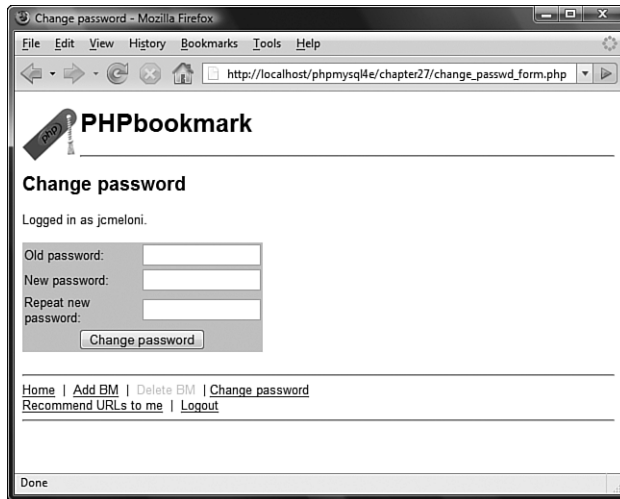 Change password - Mozilla Firefox
File Edit View History Bookmarks Tools Help
http://localhost/phpmysql4e/chapter27/change_passwd_form.php
php
PHPbookmark
Change password
Logged in as jcmeloni.
Old password:
New password:
Repeat new
password:
Change password
Home | Add BM | Delete BM | Change password
Recommend URLs to me | Logout
Done